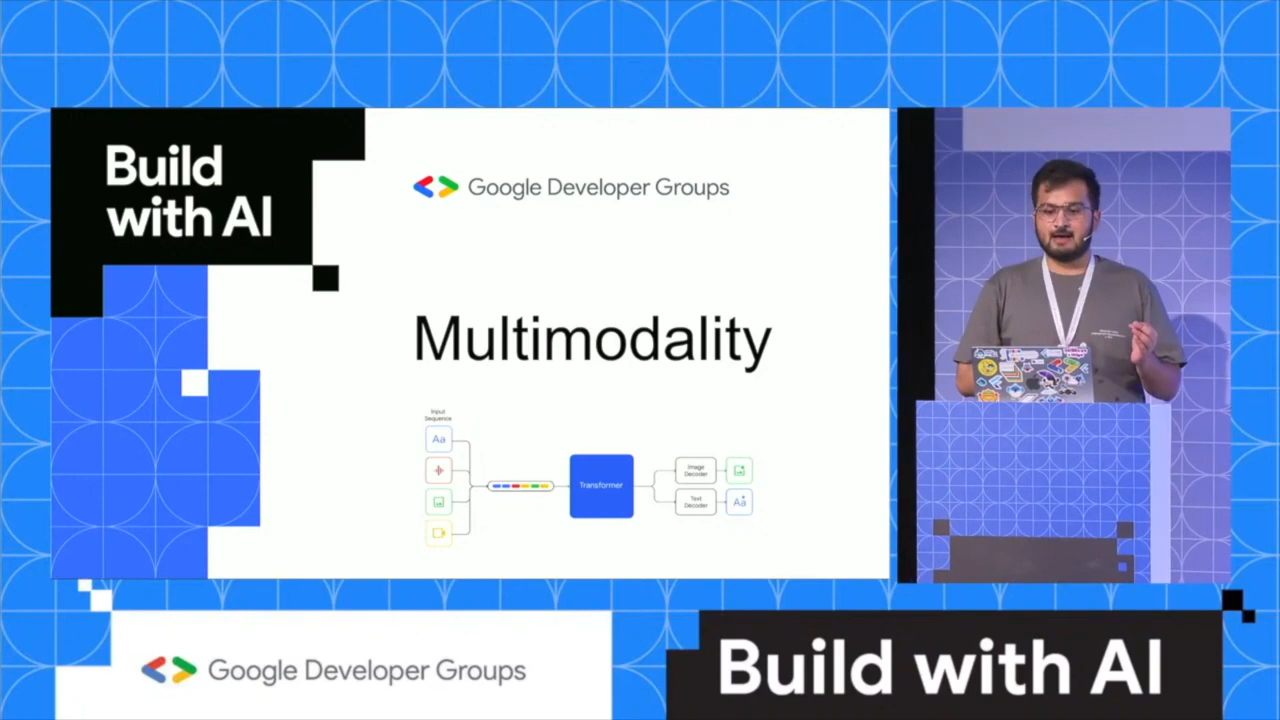 Build
with AI
Google Developer Groups
Multimodality
Input
Sequence
Aa
Transformer
Image
Decoder
Text
Decoder
Aa
Google Developer Groups
Build with AI